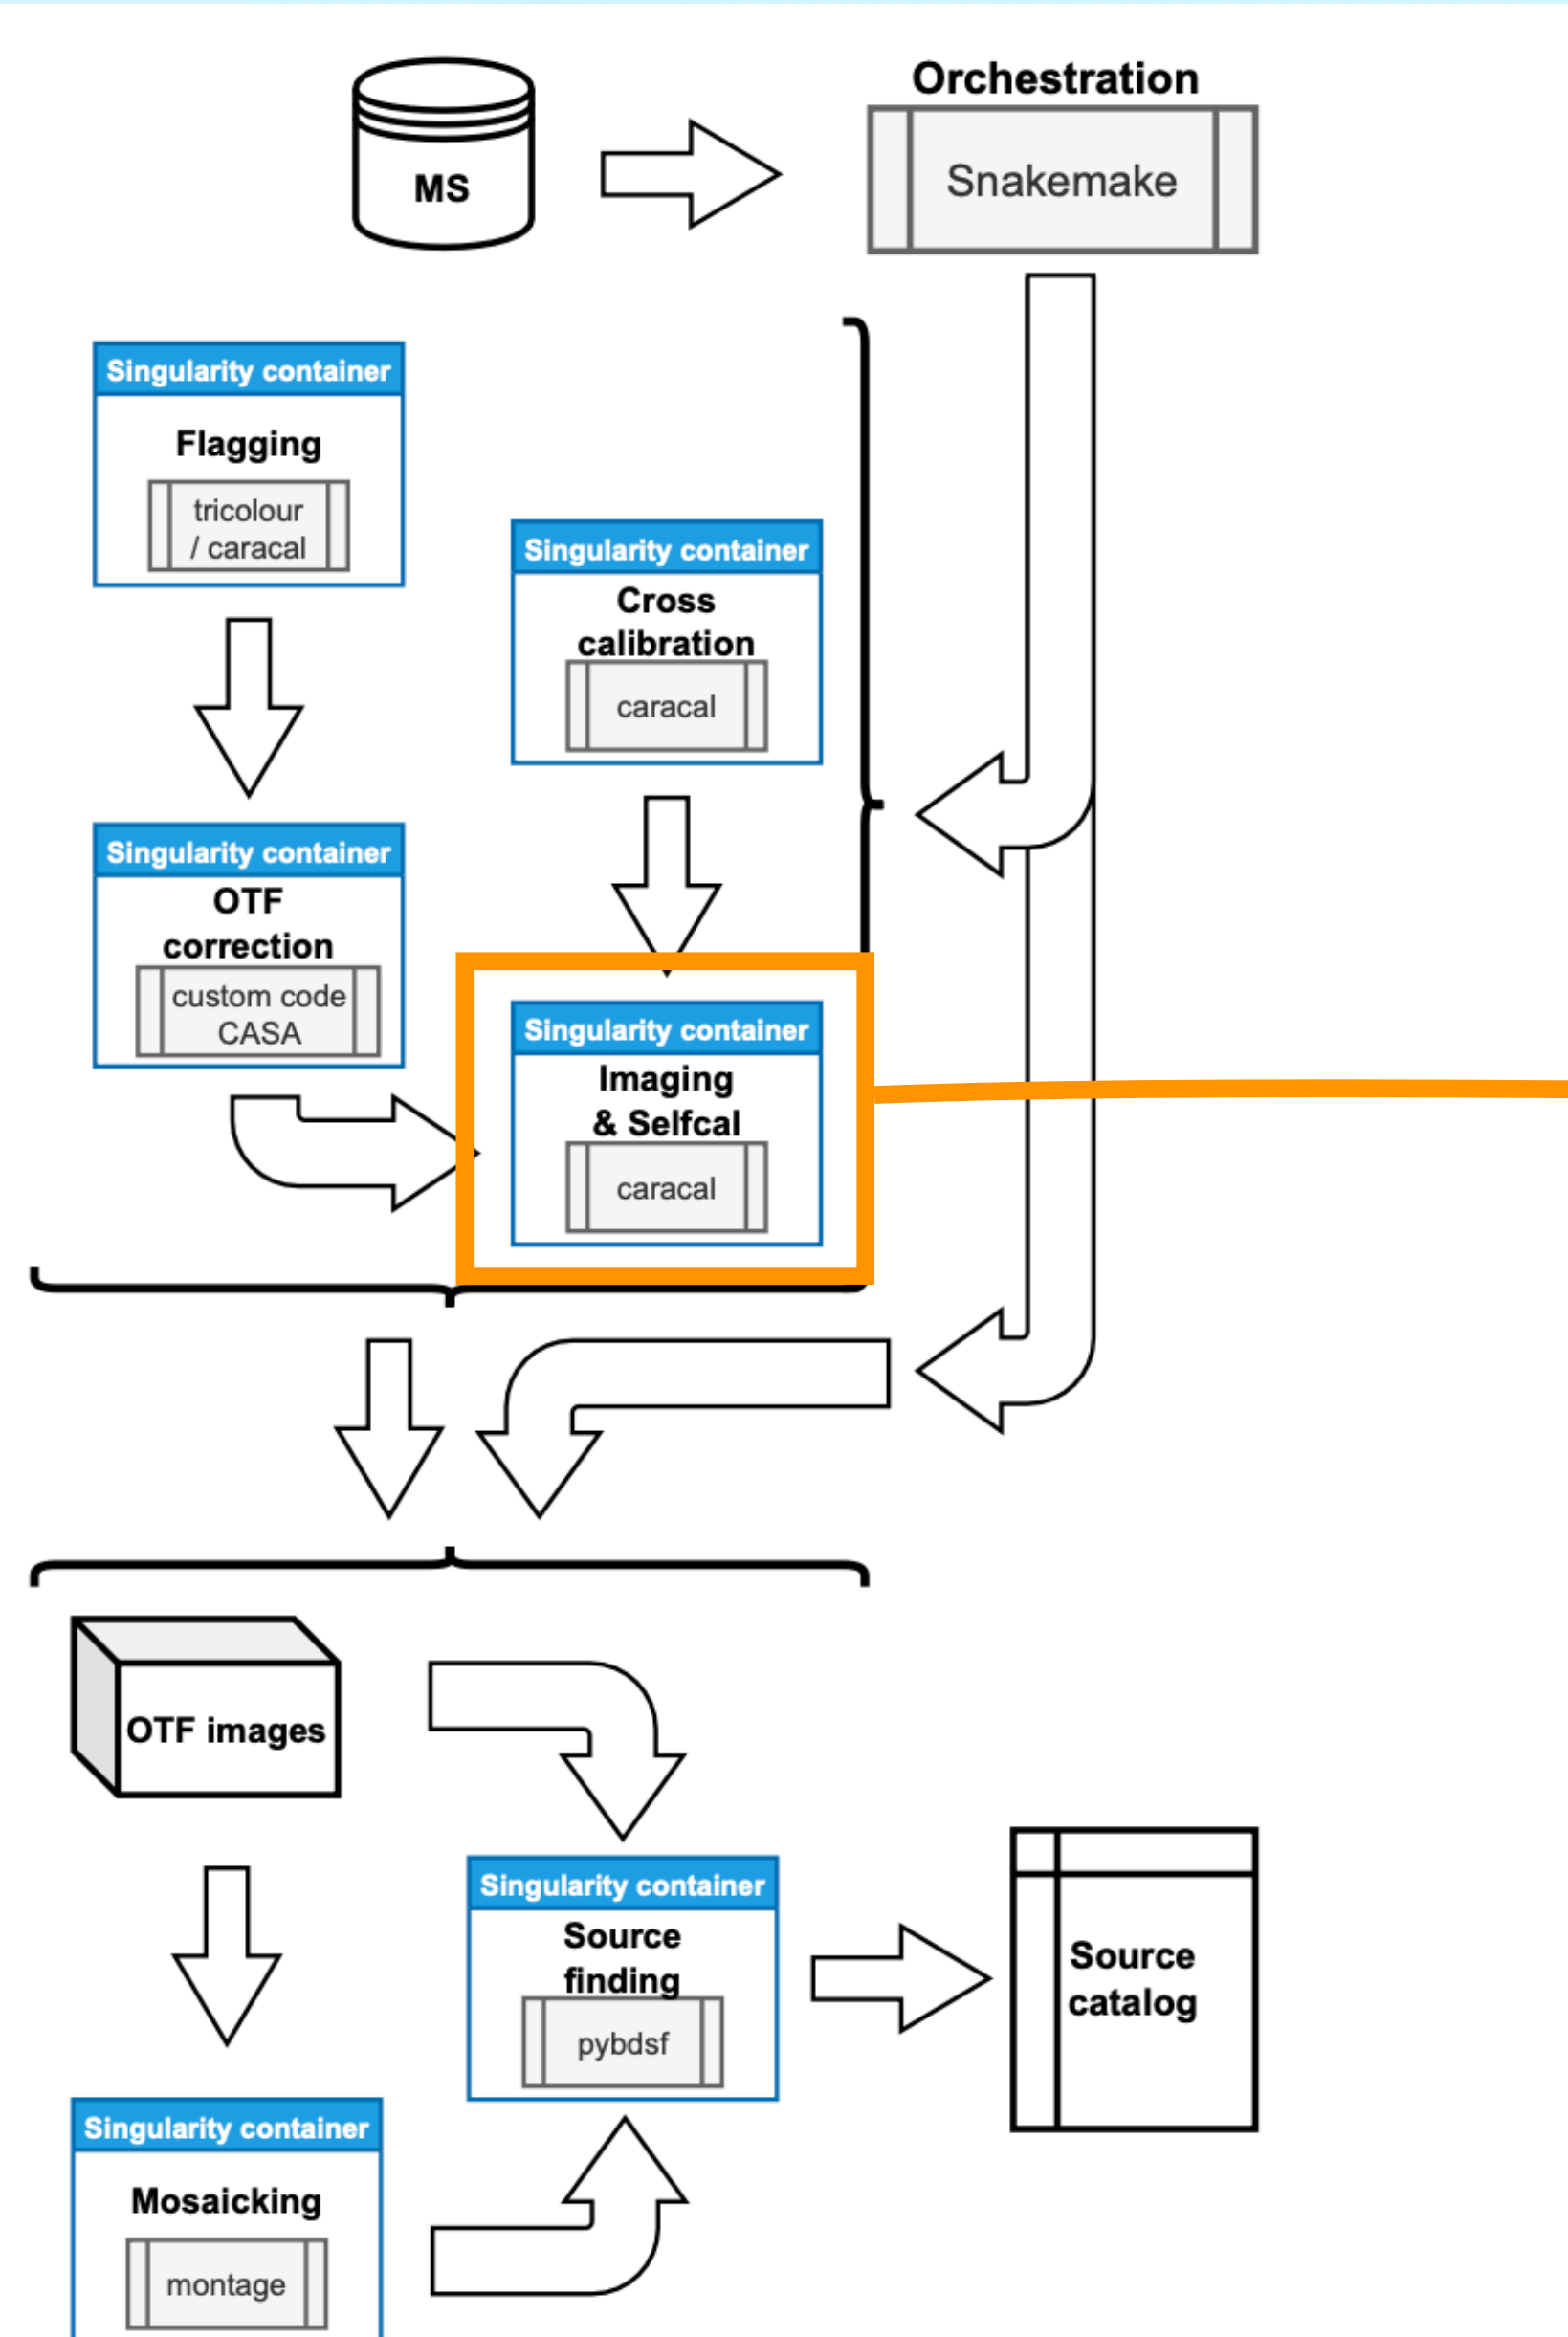 MS
Orchestration
Snakemake
Singularity container
Flagging
tricolour
/ caracal
Singularity container
Cross
calibration
caracal
Singularity container
OTF
correction
custom code
CASA
Singularity container
Imaging
& Selfcal
caracal
OTF images
Singularity container
Source
finding
pybdsf
Source
catalog
Singularity container
Mosaicking
montage